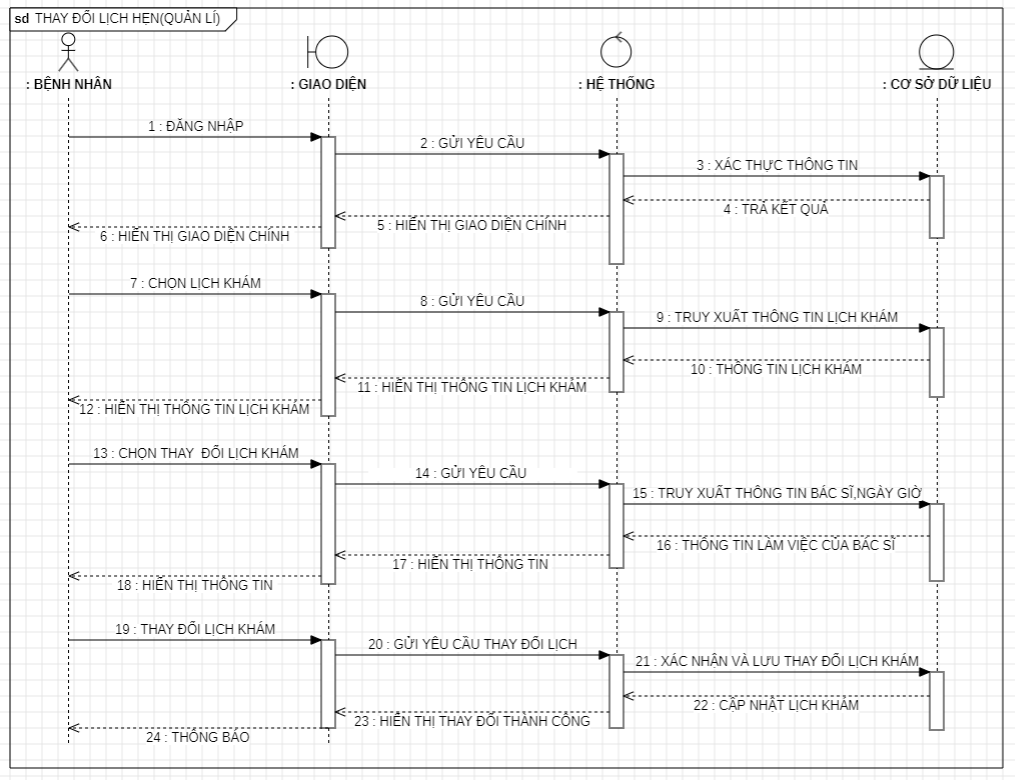 sd THAY ĐỔI LỊCH HẸN(QUẢN LÍ)
: BỆNH NHÂN
: GIAO DIỆN
: HỆ THỐNG
: CƠ SỞ DỮ LIỆU
1 : ĐĂNG NHẬP
2 : GỬI YÊU CẦU
3 : XÁC THỰC THÔNG TIN
4 : TRẢ KẾT QUẢ
5 : HIỂN THỊ GIAO DIỆN CHÍNH
6 : HIỂN THỊ GIAO DIỆN CHÍNH
7 : CHỌN LỊCH KHÁM
8 : GỬI YÊU CẦU
9 : TRUY XUẤT THÔNG TIN LỊCH KHÁM
10 : THÔNG TIN LỊCH KHÁM
11 : HIỂN THỊ THÔNG TIN LỊCH KHÁM
12 : HIỂN THỊ THÔNG TIN LỊCH KHÁM
13 : CHỌN THAY ĐỔI LỊCH KHÁM
14 : GỬI YÊU CẦU
15 : TRUY XUẤT THÔNG TIN BÁC SĨ,NGÀY GIỜ
16 : THÔNG TIN LÀM VIỆC CỦA BÁC SĨ
17 : HIỂN THỊ THÔNG TIN
18 : HIỂN THỊ THÔNG TIN
19 : THAY ĐỔI LỊCH KHÁM
20 : GỬI YÊU CẦU THAY ĐỔI LỊCH
21 : XÁC NHẬN VÀ LƯU THAY ĐỔI LỊCH KHÁM
22 : CẬP NHẬT LỊCH KHÁM
23 : HIỂN THỊ THAY ĐỔI THÀNH CÔNG
24 : THÔNG BÁO